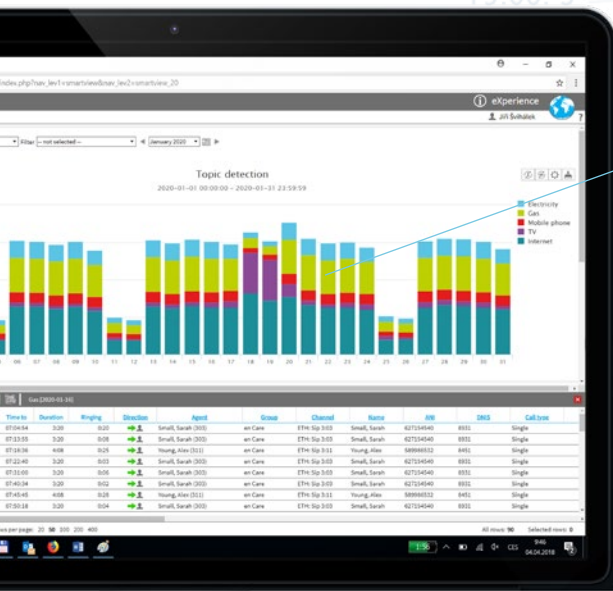 index.php?nav_lev1=smartview&nav_lev2=smartview_20
eXperience
Jiří Švihálek ?
Filter -- not selected -- January 2020
Topic detection
2020-01-01 00:00:00 - 2020-01-31 23:59:59
Electricity
Gas
Mobile phone
TV
Internet
06 07 08 09 10 11 12 13 14 15 16 17 18 19 20 21 22 23 24 25 26 27 28 29 30 31
Time to Duration Ringing Direction Agent Group Channel Name DNIS Call type
07:04:54 3:20 0:20 Small, Sarah (303) en Care ETH: Sip 3:03 Small, Sarah 627154540 8931 Single
07:13:55 3:20 0:08 Small, Sarah (303) en Care ETH: Sip 3:03 Small, Sarah 627154540 8931 Single
07:18:36 4:08 0:25 Young, Alex (311) en Care ETH: Sip 3:11 Young, Alex 8451 Single
07:22:40 3:20 0:03 Small, Sarah (303) en Care ETH: Sip 3:03 Small, Sarah 627154540 8931 Single
07:31:00 3:20 0:06 Small, Sarah (303) en Care ETH: Sip 3:03 Small, Sarah 627154540 8931 Single
07:40:34 3:20 0:02 Small, Sarah (303) en Care ETH: Sip 3:03 Small, Sarah 627154540 8931 Single
07:45:45 4:08 0:28 Young, Alex (311) en Care ETH: Sip 3:11 Young, Alex 8451 Single
07:50:18 3:20 0:04 Small, Sarah (303) en Care ETH: Sip 3:03 Small, Sarah 627154540 8931 Single
per page: 20 50 100 200 400 All rows: 90 Selected rows: 0
1:56 CES 9:46
04.04.2018